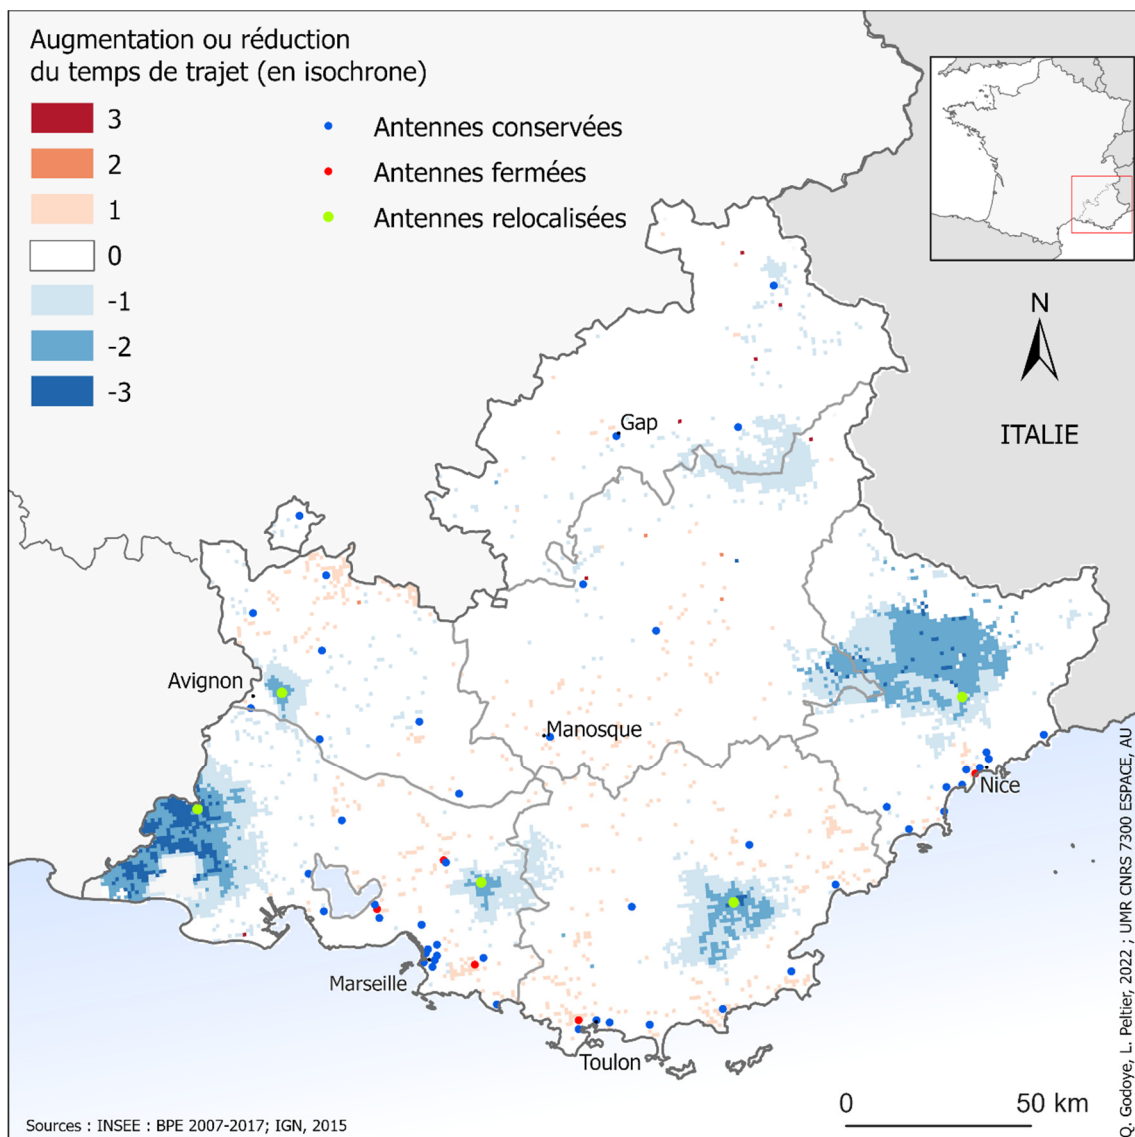 Augmentation ou réduction
du temps de trajet (en isochrone)
3
2
1
0
-1
-2
-3
Antennes conservées
Antennes fermées
Antennes relocalisées
N
ITALIE
Gap
Avignon
Manosque
Nice
Marseille
Toulon
0 50 km
Sources : INSEE : BPE 2007-2017; IGN, 2015
Q. Godoye, L. Peltier, 2022 ; UMR CNRS 7300 ESPACE, AU